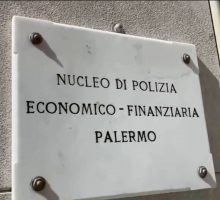 NUCLEO DI POLIZIA
ECONOMICO - FINANZIARIA
PALERMO